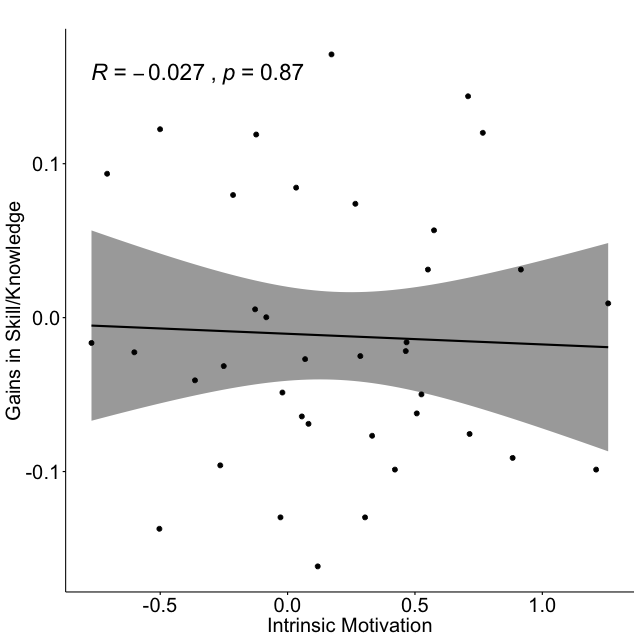 R = −0.027 , p = 0.87
Gains in Skill/Knowledge
0.1
0.0
-0.1
-0.5 0.0 0.5 1.0
Intrinsic Motivation